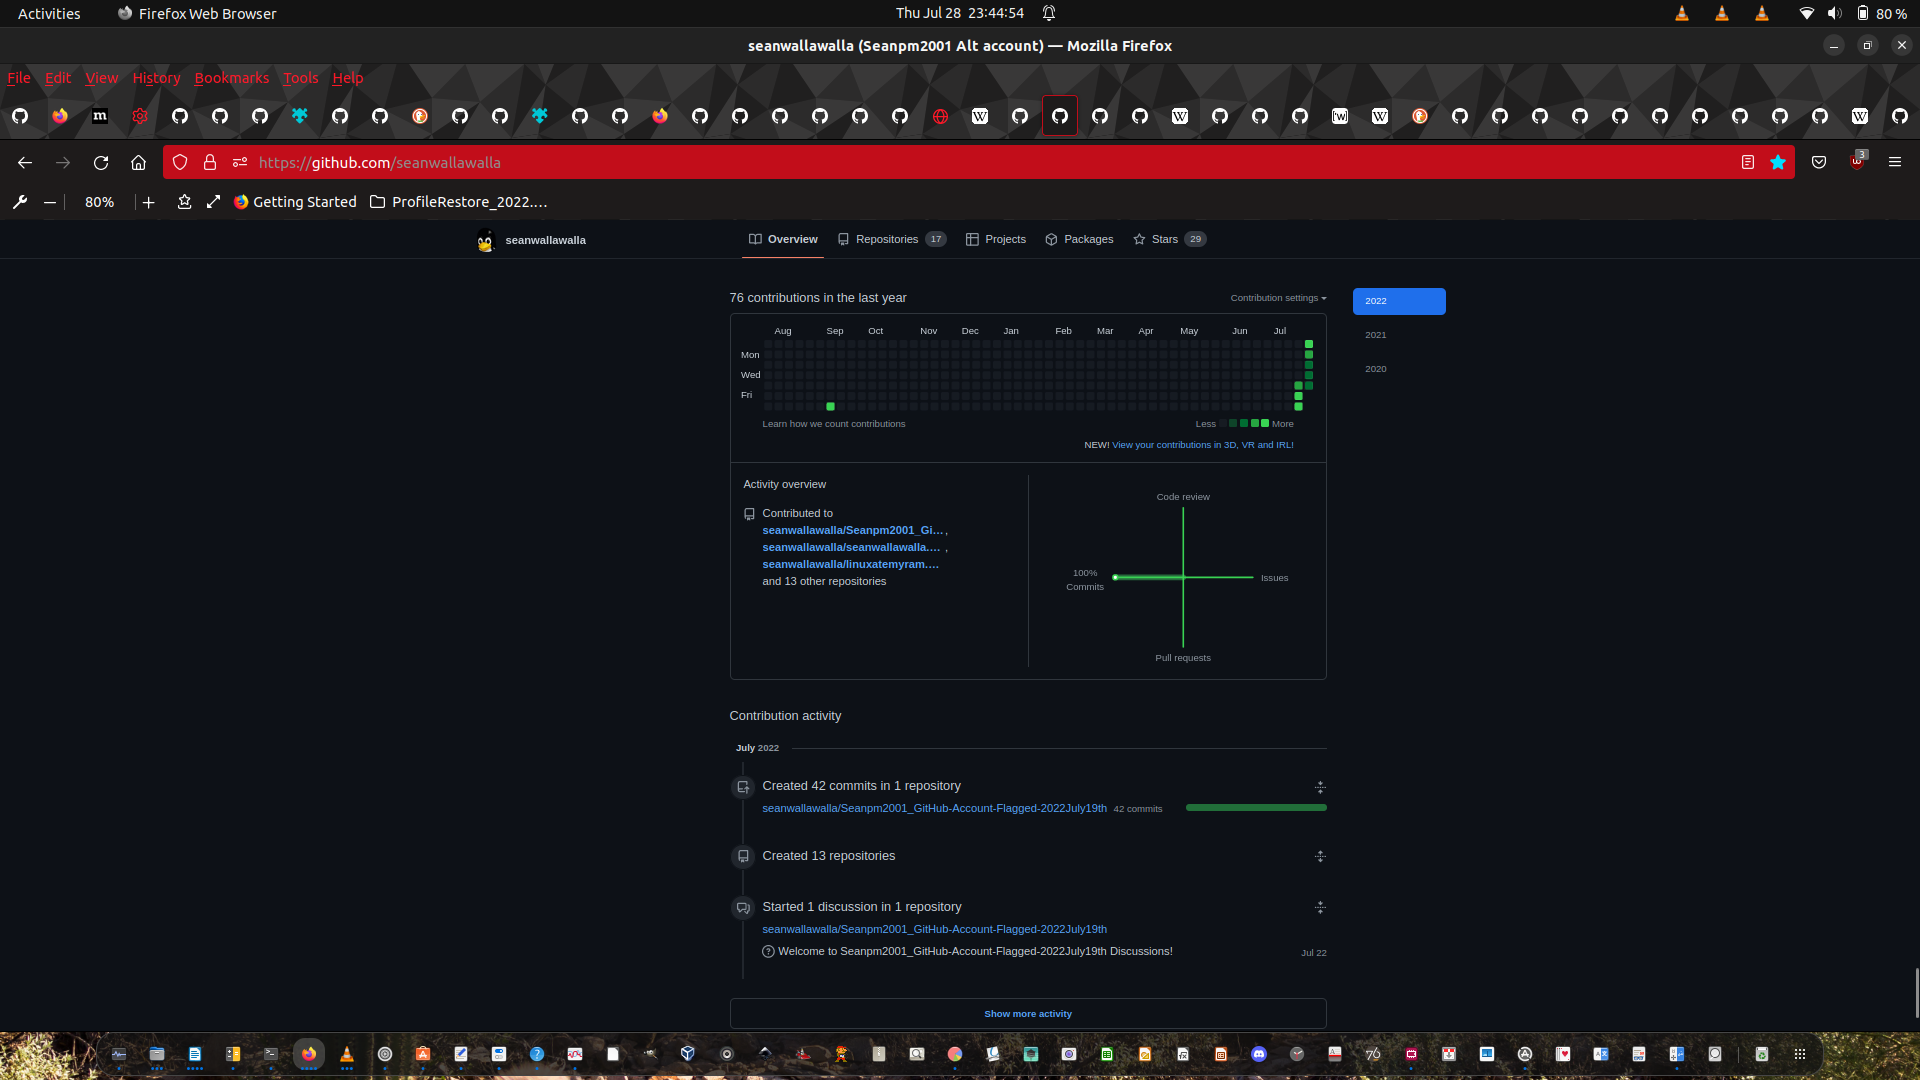 Activities Firefox Web Browser Thu Jul 28 23:44:54 80 %
seanwallawalla (Seanpm2001 Alt account) — Mozilla Firefox
File Edit View History Bookmarks Tools Help
https://github.com/seanwallawalla 3
80% Getting Started ProfileRestore_2022.…
seanwallawalla Overview Repositories 17 Projects Packages Stars 29
76 contributions in the last year Contribution settings 2022
Aug Sep Oct Nov Dec Jan Feb Mar Apr May Jun Jul
2021
Mon
2020
Wed
Fri
Learn how we count contributions Less More
NEW! View your contributions in 3D, VR and IRL!
Activity overview
Code review
Contributed to
seanwallawalla/Seanpm2001_Gi… ,
seanwallawalla/seanwallawalla.… ,
seanwallawalla/linuxatemyram.…
and 13 other repositories
100%
Commits
Issues
Pull requests
Contribution activity
July 2022
Created 42 commits in 1 repository
seanwallawalla/Seanpm2001_GitHub-Account-Flagged-2022July19th 42 commits
Created 13 repositories
Started 1 discussion in 1 repository
seanwallawalla/Seanpm2001_GitHub-Account-Flagged-2022July19th
Welcome to Seanpm2001_GitHub-Account-Flagged-2022July19th Discussions! Jul 22
Show more activity